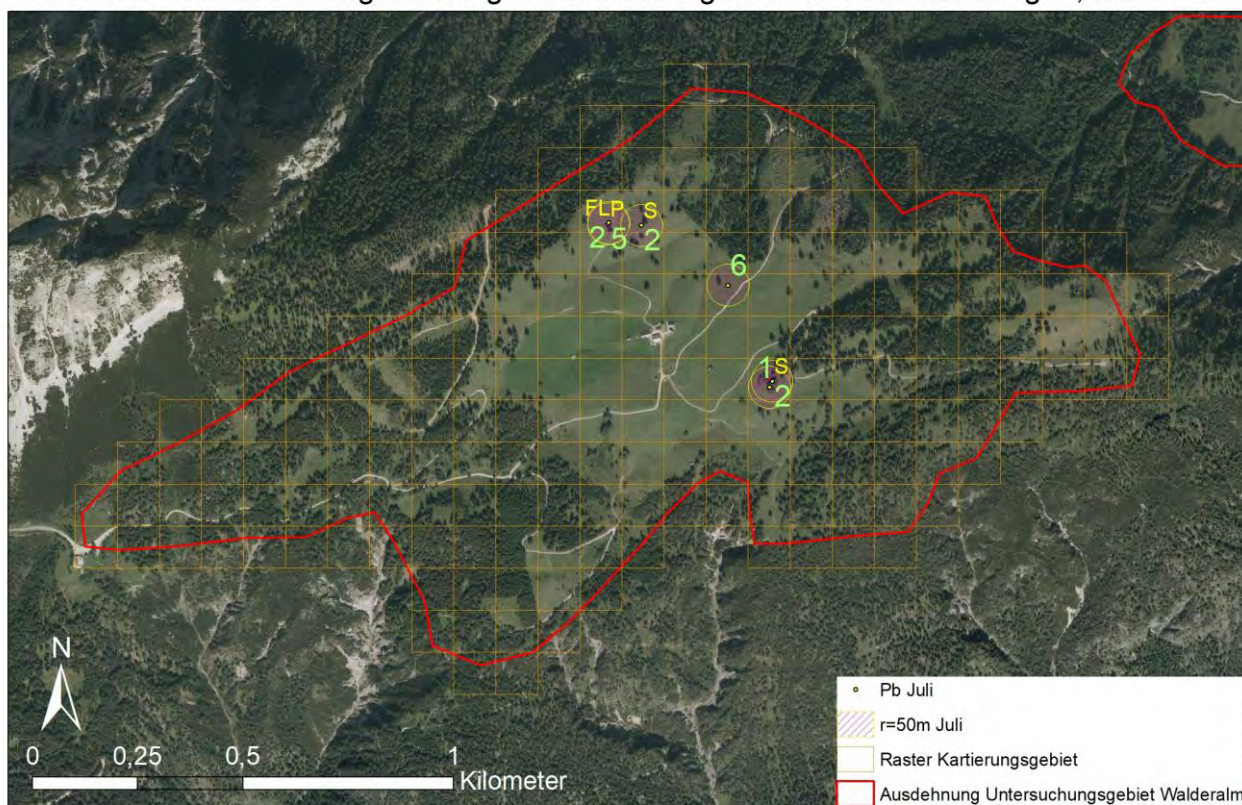 FLP S
2 5 2
6
1 S
2
N
0 0,25 0,5 1
Kilometer
Pb Juli
r=50m Juli
Raster Kartierungsgebiet
Ausdehnung Untersuchungsgebiet Walderalm